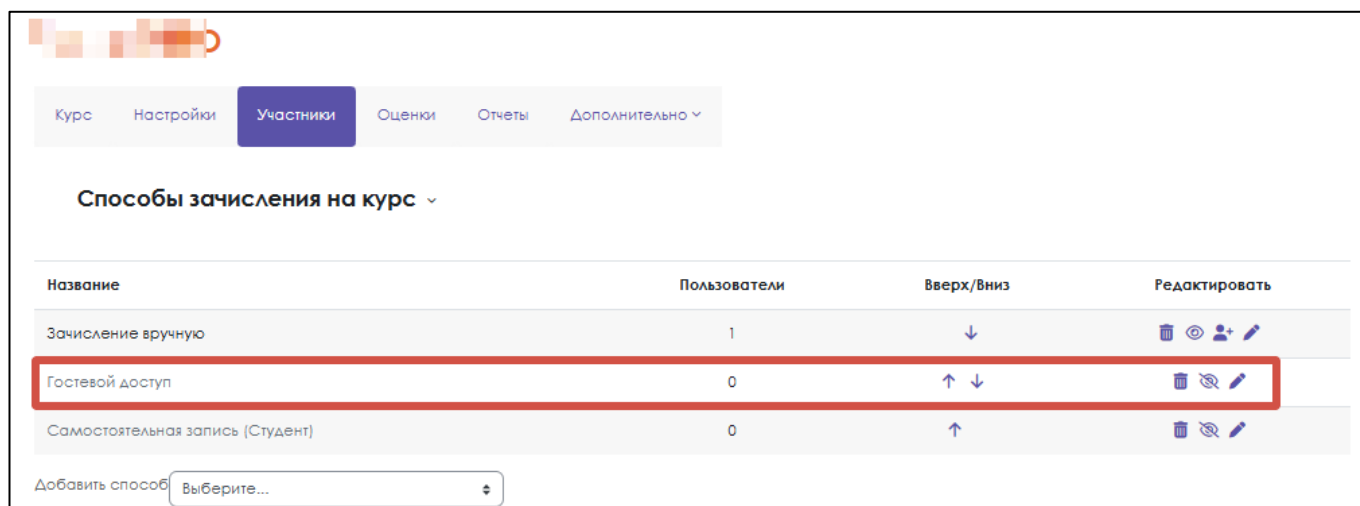 Курс Настройки Участники Оценки Отчеты Дополнительно
Способы зачисления на курс
Название Пользователи Вверх/Вниз Редактировать
Зачисление вручную 1
Гостевой доступ 0
Самостоятельная запись (Студент) 0
Добавить способ Выберите...